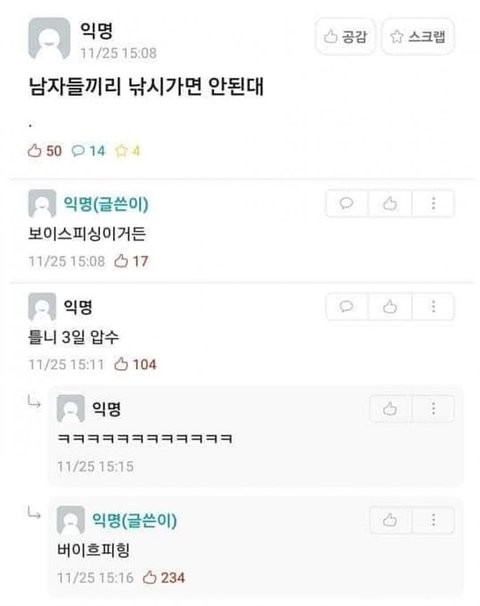 익명
11/25 15:08
공감
스크랩
남자들끼리 낚시가면 안된대
.
50 14 4
익명(글쓴이)
보이스피싱이거든
11/25 15:08 17
익명
틀니 3일 압수
11/25 15:11 104
익명
ㅋㅋㅋㅋㅋㅋㅋㅋㅋㅋㅋㅋ
11/25 15:15
익명(글쓴이)
버이흐피힝
11/25 15:16 234